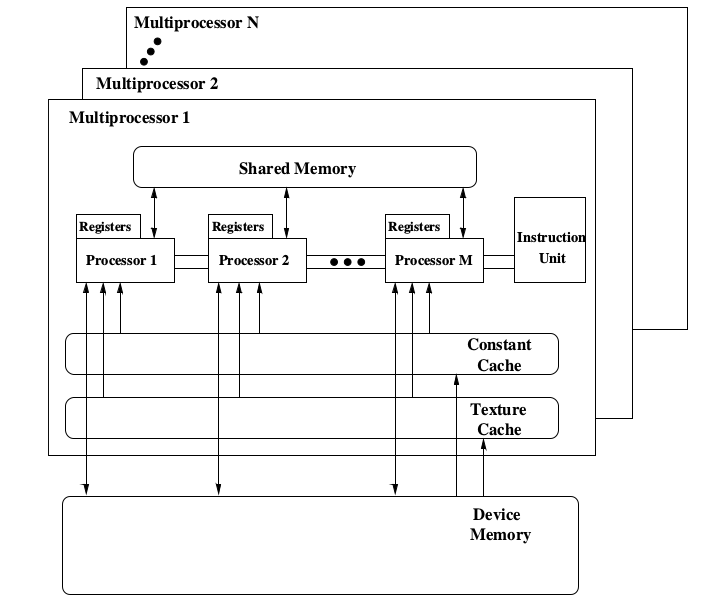 Multiprocessor N
Multiprocessor 2
Multiprocessor 1
Shared Memory
Registers
Registers
Registers
Processor 1
Processor 2
Processor M
Instruction
Unit
Constant
Cache
Texture
Cache
Device
Memory